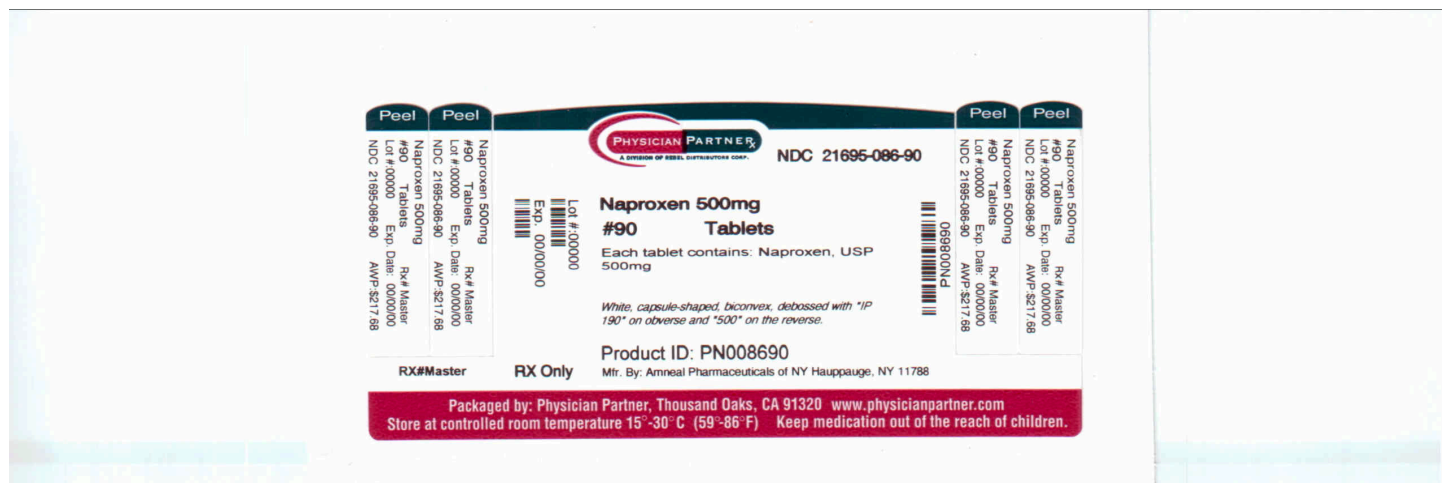 Peel
Naproxen 500mg
#90 Tablets Rx# Master
Lot #:00000 Exp. Date: 00/00/00
NDC 21695-086-90 AWP:$217.68
Peel
Naproxen 500mg
#90 Tablets Rx# Master
Lot #:00000 Exp. Date: 00/00/00
NDC 21695-086-90 AWP:$217.68
RX#Master
Lot #:00000
Exp. 00/00/00
RX Only
PHYSICIAN PARTNER Rx
A DIVISION OF REBEL DISTRIBUTORS CORP.
NDC 21695-086-90
Naproxen 500mg
#90 Tablets
Each tablet contains: Naproxen, USP
500mg
White, capsule-shaped, biconvex, debossed with "IP
190" on obverse and "500" on the reverse.
Product ID: PN008690
Mfr. By: Amneal Pharmaceuticals of NY Hauppauge, NY 11788
PN008690
Peel
Naproxen 500mg
#90 Tablets Rx# Master
Lot #:00000 Exp. Date: 00/00/00
NDC 21695-086-90 AWP:$217.68
Peel
Naproxen 500mg
#90 Tablets Rx# Master
Lot #:00000 Exp. Date: 00/00/00
NDC 21695-086-90 AWP:$217.68
Packaged by: Physician Partner, Thousand Oaks, CA 91320 www.physicianpartner.com
Store at controlled room temperature 15°-30°C (59°-86°F) Keep medication out of the reach of children.